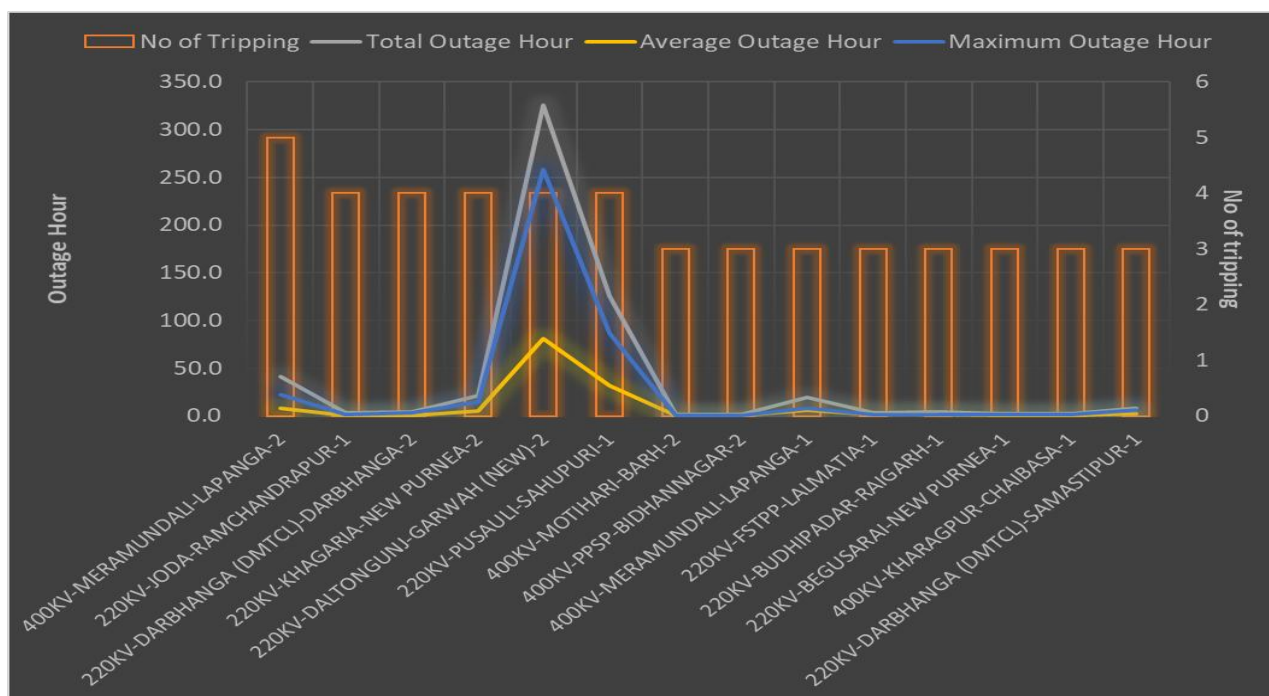 No of Tripping Total Outage Hour Average Outage Hour Maximum Outage Hour
350.0
300.0
250.0
200.0
150.0
100.0
50.0
0.0
Outage Hour
6
5
4
3
2
1
0
No of tripping
400KV-MERAMUNDALI-LAPANGA-2
220KV-JODA-RAMCHANDRAPUR-1
220KV-DARBHANGA (DMTCL)-DARBHANGA-2
220KV-KHAGARIA-NEW PURNEA-2
220KV-DALTONGUNJ-GARWAH (NEW)-2
220KV-PUSAULI-SAHUPURI-1
400KV-MOTIHARI-BARH-2
400KV-PPSP-BIDHANNAGAR-2
400KV-MERAMUNDALI-LAPANGA-1
220KV-FSTPP-LALMATIA-1
220KV-BUDHIPADAR-RAIGARH-1
220KV-BEGUSARAI-NEW PURNEA-1
400KV-KHARAGPUR-CHAIBASA-1
220KV-DARBHANGA (DMTCL)-SAMASTIPUR-1